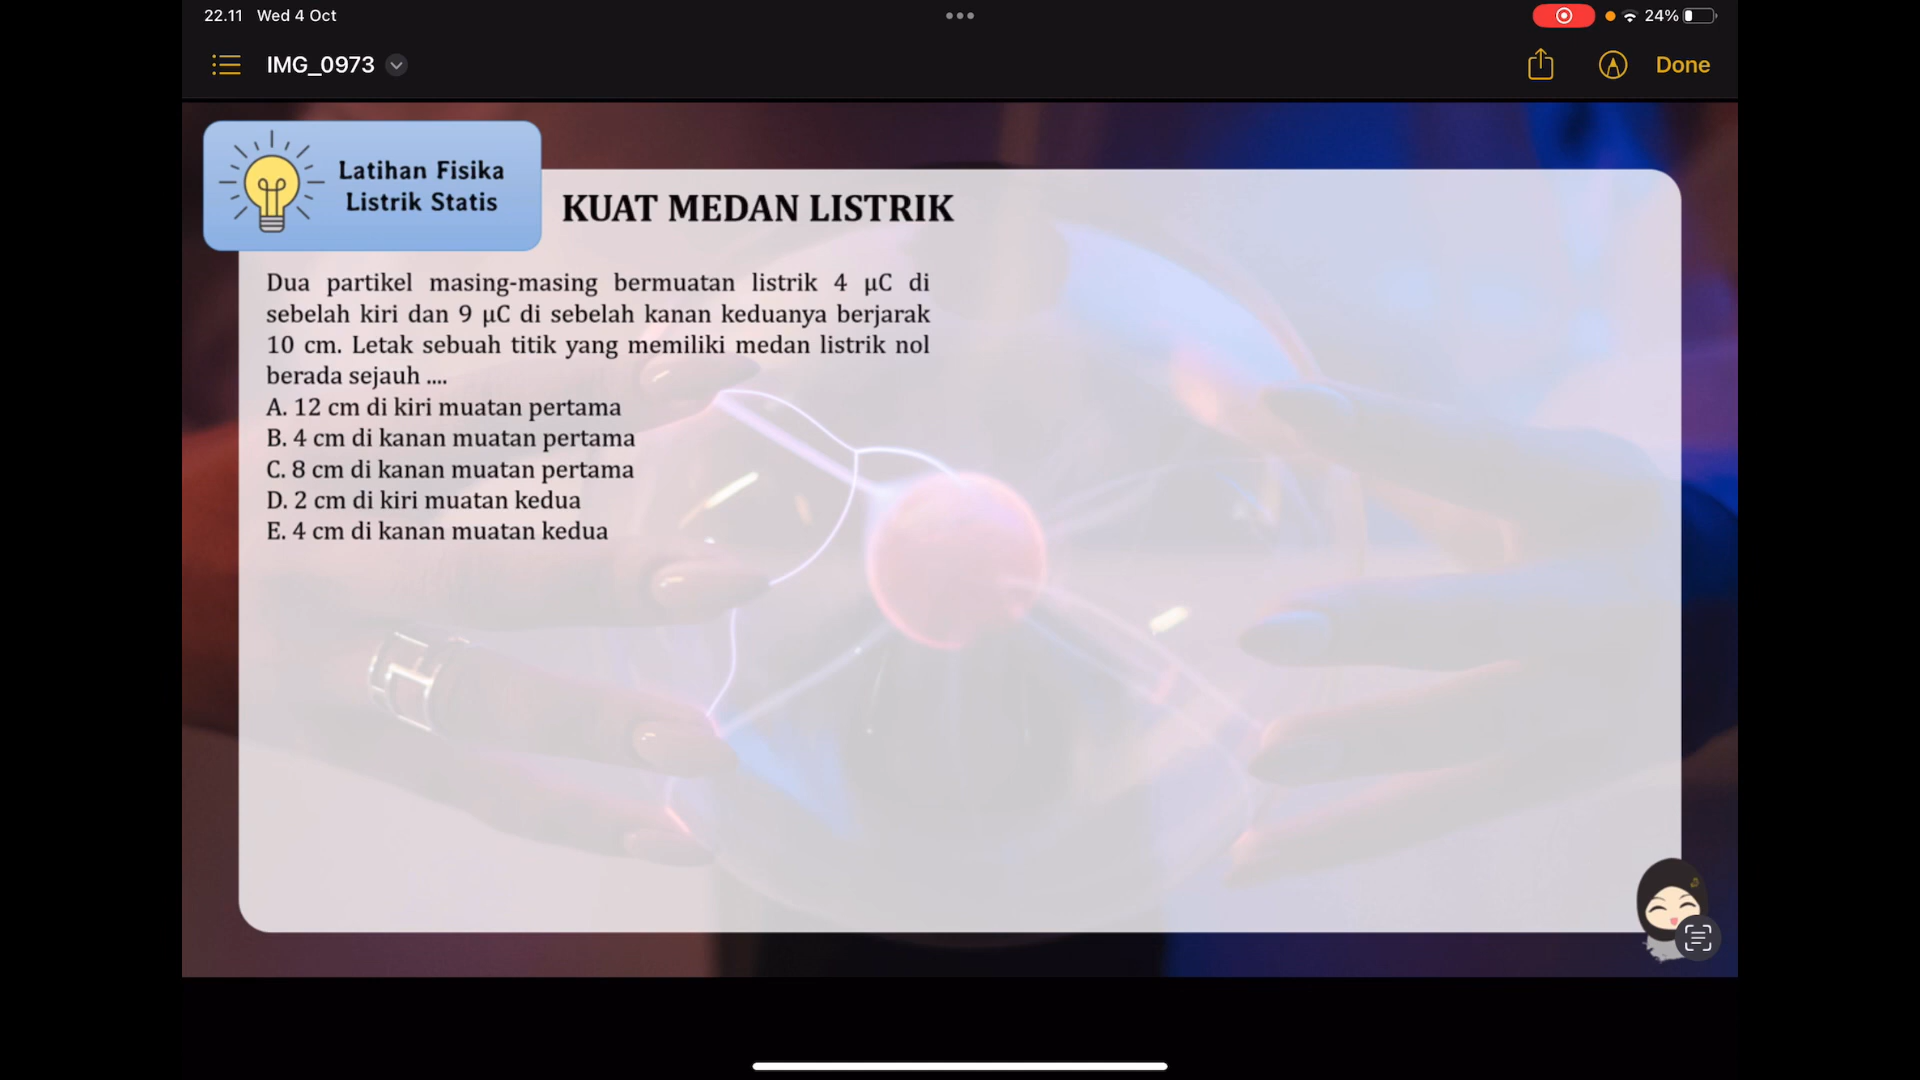 22.11 Wed 4 Oct
24%
IMG_0973
Done
Latihan Fisika
Listrik Statis
KUAT MEDAN LISTRIK
Dua partikel masing-masing bermuatan listrik 4 µC di
sebelah kiri dan 9 µC di sebelah kanan keduanya berjarak
10 cm. Letak sebuah titik yang memiliki medan listrik nol
berada sejauh ....
A. 12 cm di kiri muatan pertama
B. 4 cm di kanan muatan pertama
C. 8 cm di kanan muatan pertama
D. 2 cm di kiri muatan kedua
E. 4 cm di kanan muatan kedua